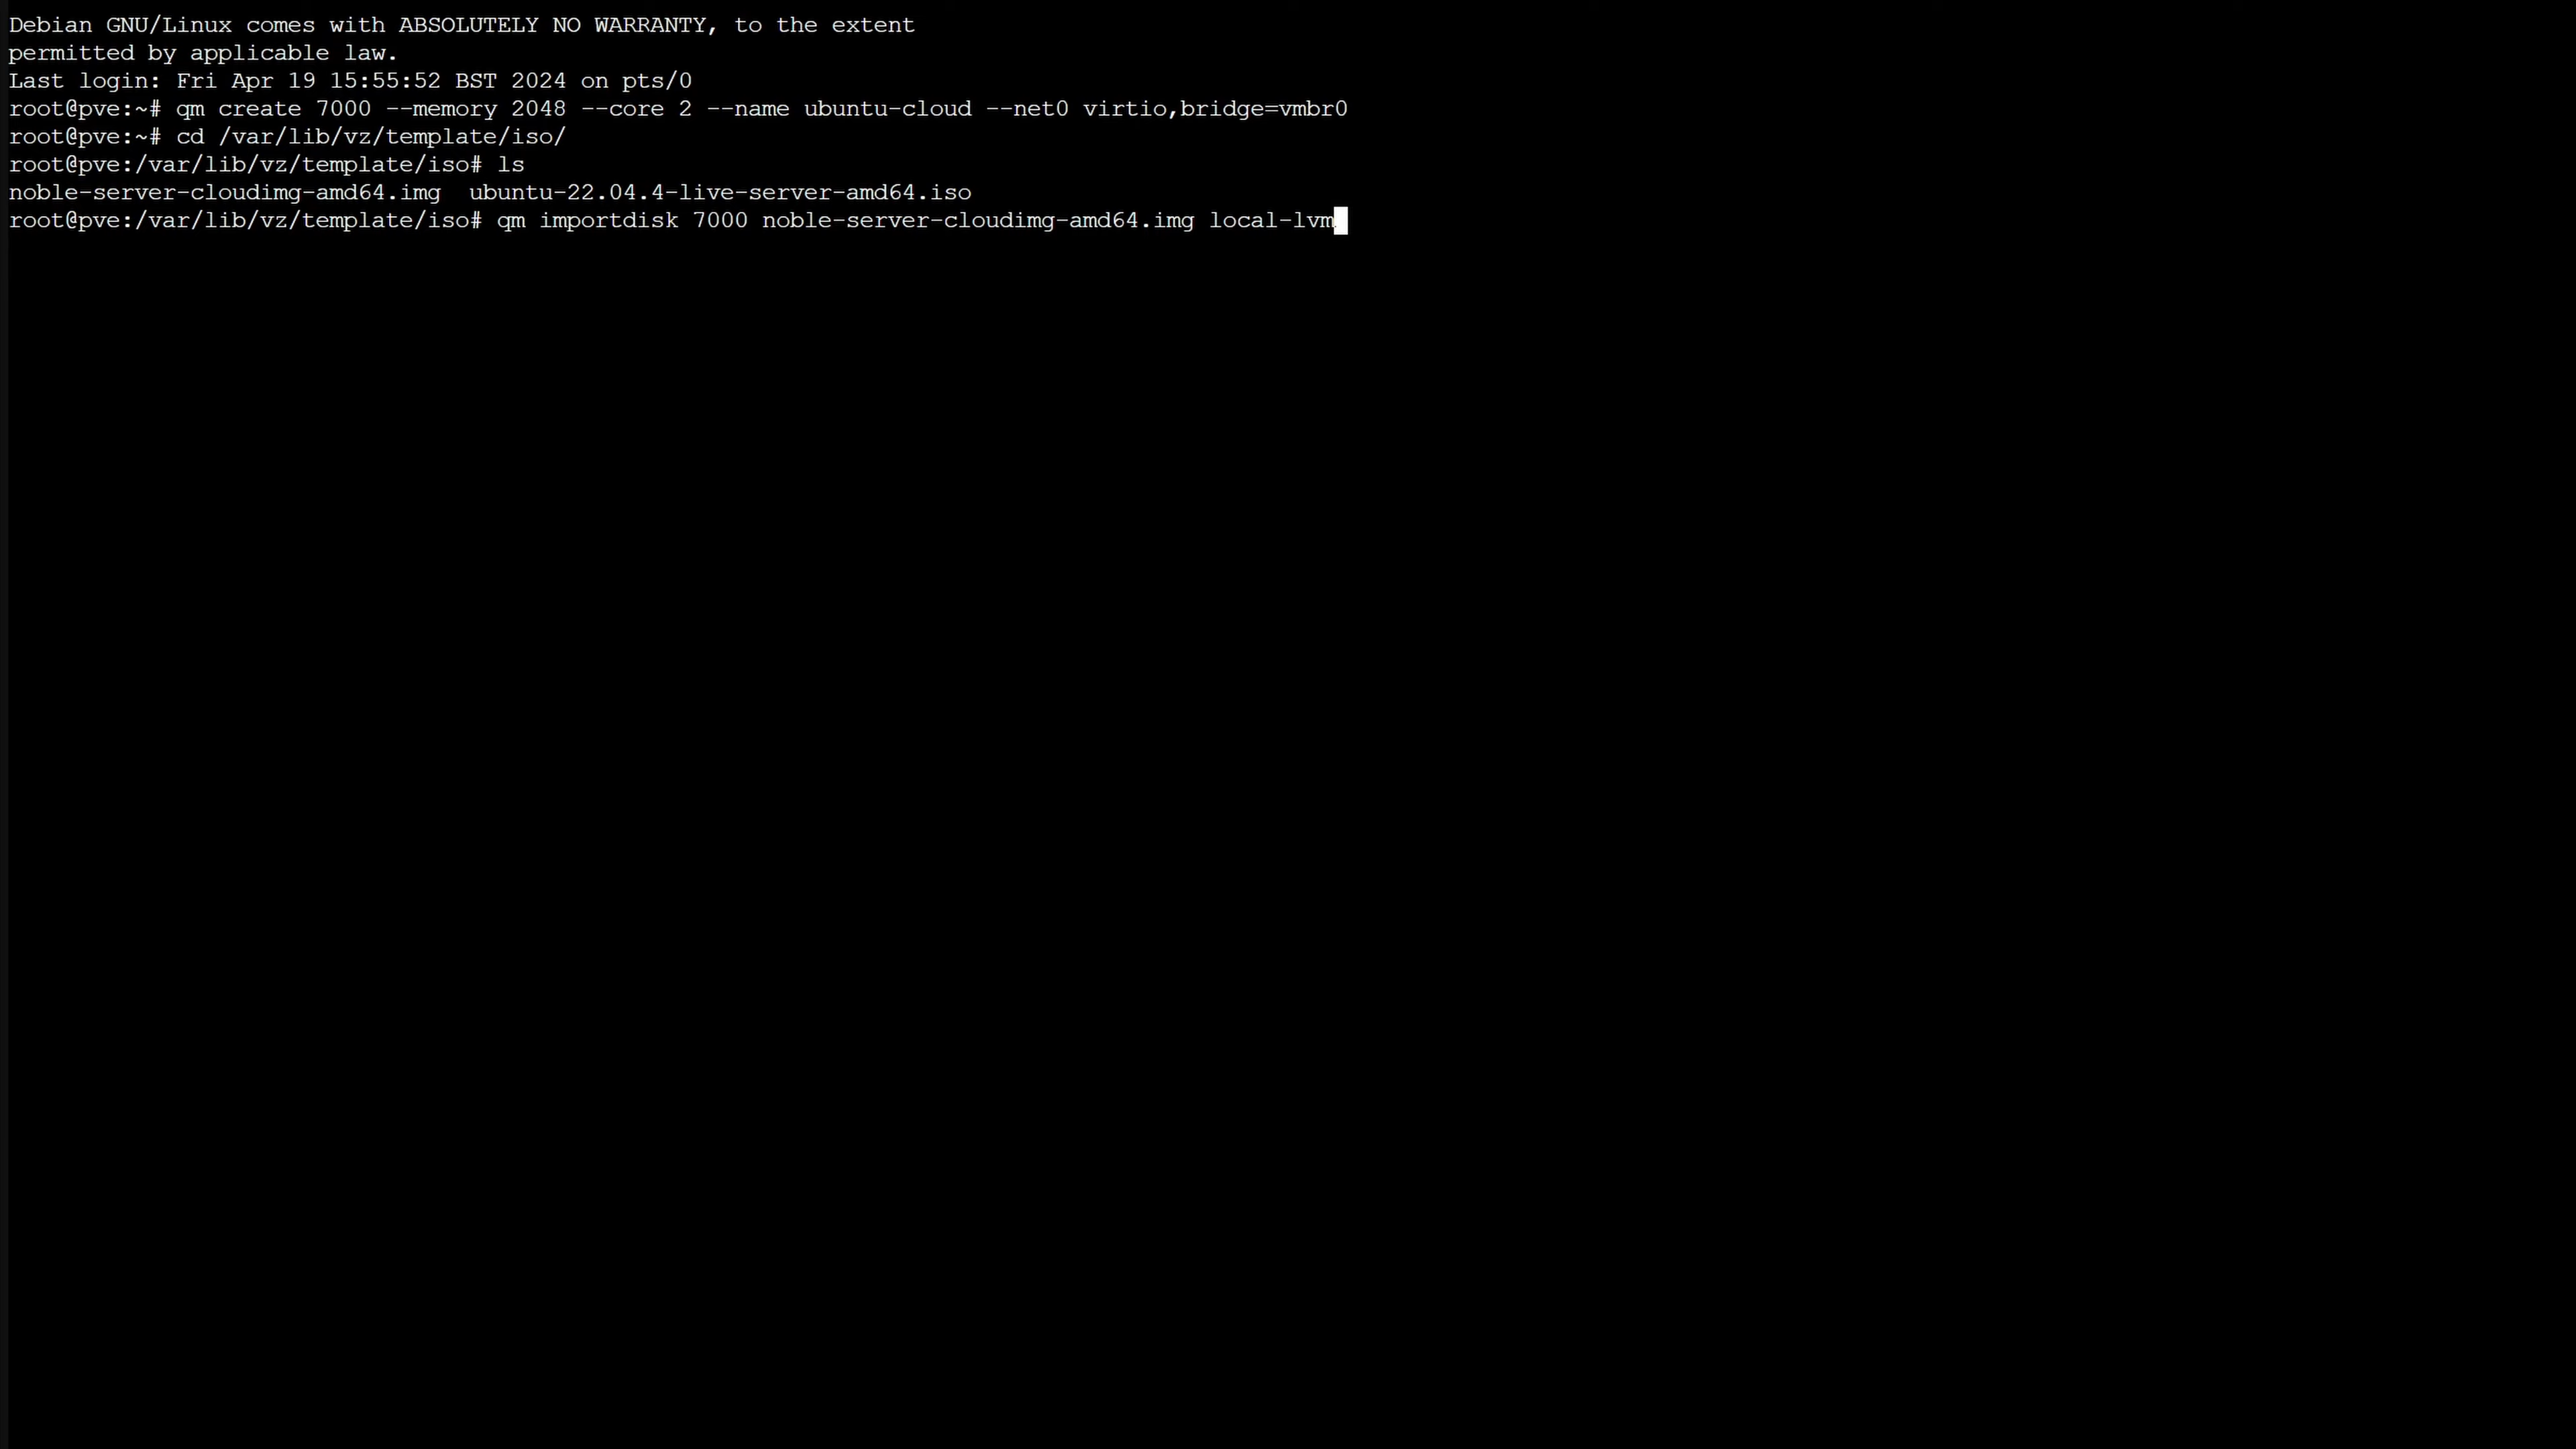 Debian GNU/Linux comes with ABSOLUTELY NO WARRANTY, to the extent
permitted by applicable law.
Last login: Fri Apr 19 15:55:52 BST 2024 on pts/0
root@pve:~# qm create 7000 --memory 2048 --core 2 --name ubuntu-cloud --net0 virtio,bridge=vmbr0
root@pve:~# cd /var/lib/vz/template/iso/
root@pve:/var/lib/vz/template/iso# ls
noble-server-cloudimg-amd64.img  ubuntu-22.04.4-live-server-amd64.iso
root@pve:/var/lib/vz/template/iso# qm importdisk 7000 noble-server-cloudimg-amd64.img local-lvm